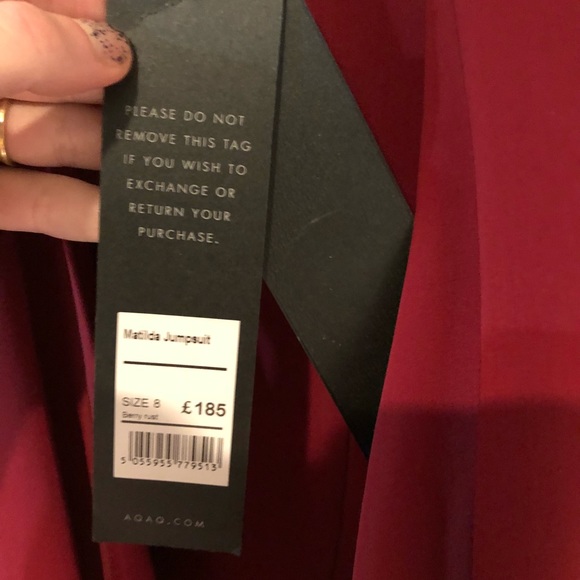 PLEASE DO NOT
REMOVE THIS TAG
IF YOU WISH TO
EXCHANGE OR
RETURN YOUR
PURCHASE.
Matilda Jumpsuit
SIZE 8 £185
Berry rust
5 055955 779513
AQAQ.COM